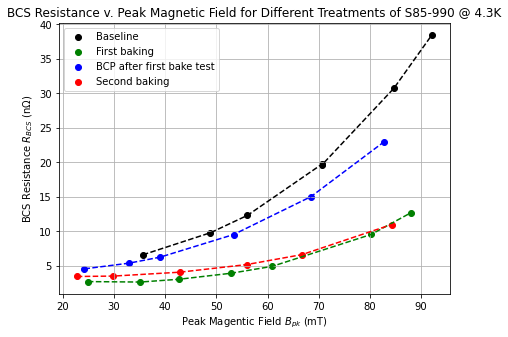 BCS Resistance v. Peak Magnetic Field for Different Treatments of S85-990 @ 4.3K
Baseline
First baking
BCP after first bake test
Second baking
BCS Resistance R_BCS (nΩ)
40
35
30
25
20
15
10
5
20 30 40 50 60 70 80 90
Peak Magentic Field B_pk (mT)